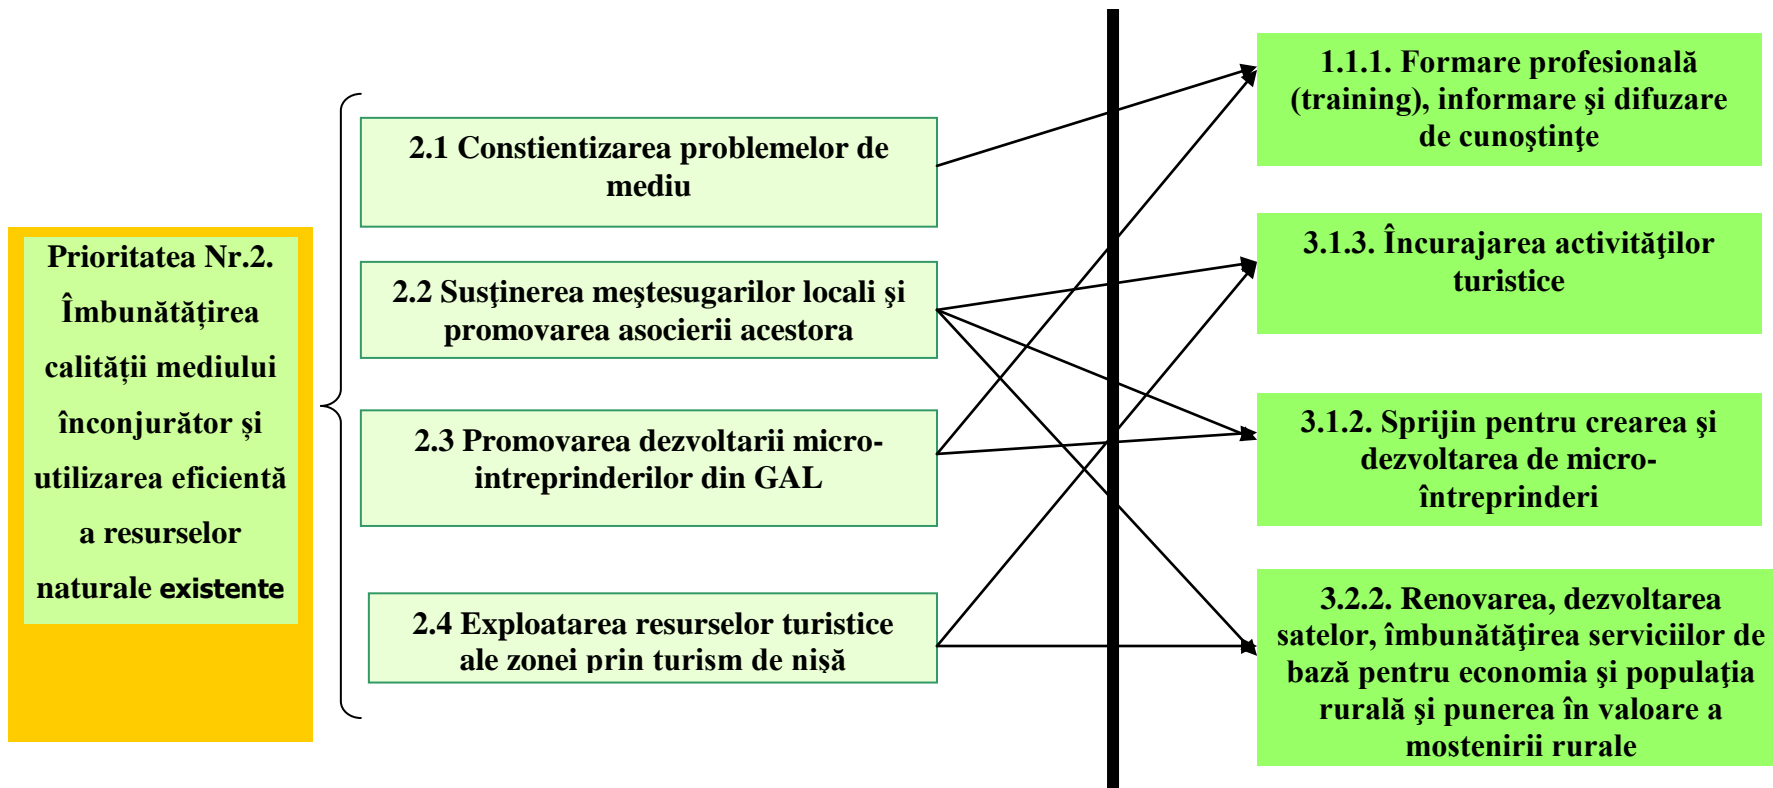 Prioritatea Nr.2.
Îmbunătățirea
calității mediului
înconjurător și
utilizarea eficientă
a resurselor
naturale existente
2.1 Constientizarea problemelor de
mediu
2.2 Susţinerea meştesugarilor locali şi
promovarea asocierii acestora
2.3 Promovarea dezvoltarii micro-
intreprinderilor din GAL
2.4 Exploatarea resurselor turistice
ale zonei prin turism de nişă
1.1.1. Formare profesională
(training), informare şi difuzare
de cunoştinţe
3.1.3. Încurajarea activităţilor
turistice
3.1.2. Sprijin pentru crearea şi
dezvoltarea de micro-
întreprinderi
3.2.2. Renovarea, dezvoltarea
satelor, îmbunătăţirea serviciilor de
bază pentru economia şi populaţia
rurală şi punerea în valoare a
mostenirii rurale